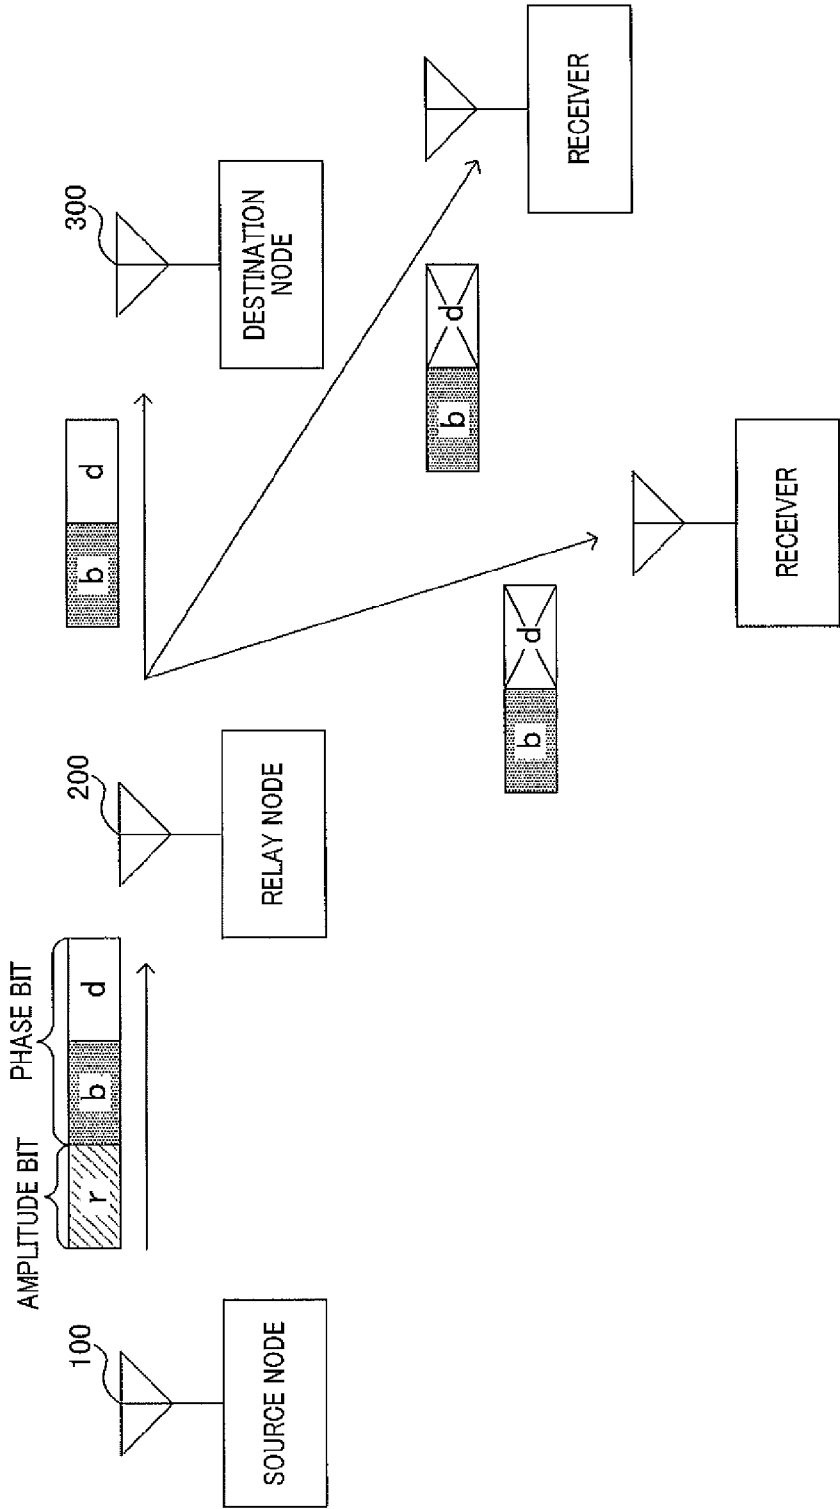 AMPLITUDE BIT
PHASE BIT
r
b
d
100
SOURCE NODE
200
RELAY NODE
b
d
300
DESTINATION
NODE
b
d
RECEIVER
b
d
RECEIVER